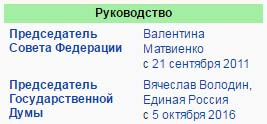 Руководство
Председатель Валентина
Совета Федерации Матвиенко
с 21 сентября 2011
Председатель Вячеслав Володин,
Государственной Единая Россия
Думы с 5 октября 2016